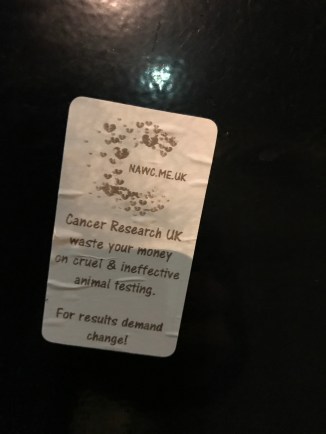 NAWC.ME.UK
Cancer Research UK
waste your money
on cruel & ineffective
animal testing.
For results demand
change!